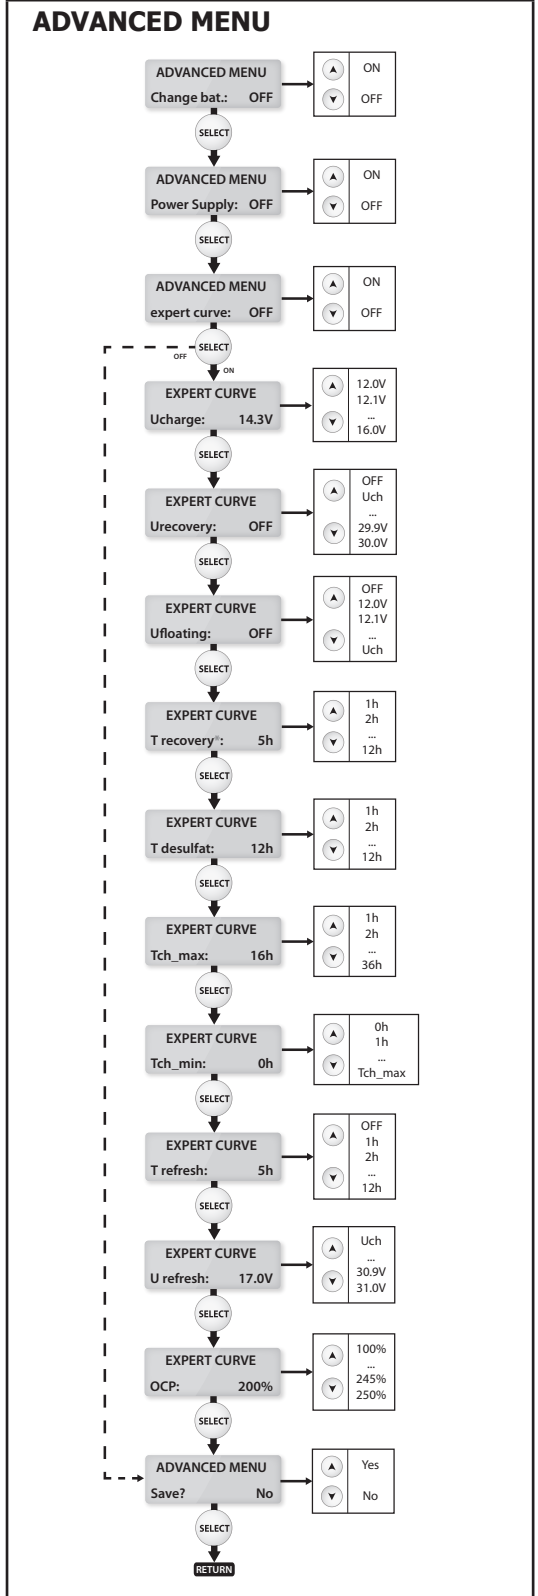 ADVANCED MENU
ADVANCED MENU
Change bat.: OFF
ON
OFF
SELECT
ADVANCED MENU
Power Supply: OFF
ON
OFF
SELECT
ADVANCED MENU
expert curve: OFF
ON
OFF
SELECT
OFF
ON
EXPERT CURVE
Ucharge: 14.3V
12.0V
12.1V
...
16.0V
SELECT
EXPERT CURVE
Urecovery: OFF
OFF
Uch
...
29.9V
30.0V
SELECT
EXPERT CURVE
Ufloating: OFF
OFF
12.0V
12.1V
...
Uch
SELECT
EXPERT CURVE
T recovery*: 5h
1h
2h
...
12h
SELECT
EXPERT CURVE
T desulfat: 12h
1h
2h
...
12h
SELECT
EXPERT CURVE
Tch_max: 16h
1h
2h
...
36h
SELECT
EXPERT CURVE
Tch_min: 0h
0h
1h
...
Tch_max
SELECT
EXPERT CURVE
T refresh: 5h
OFF
1h
2h
...
12h
SELECT
EXPERT CURVE
U refresh: 17.0V
Uch
...
30.9V
31.0V
SELECT
EXPERT CURVE
OCP: 200%
100%
...
245%
250%
SELECT
ADVANCED MENU
Save? No
Yes
No
SELECT
RETURN